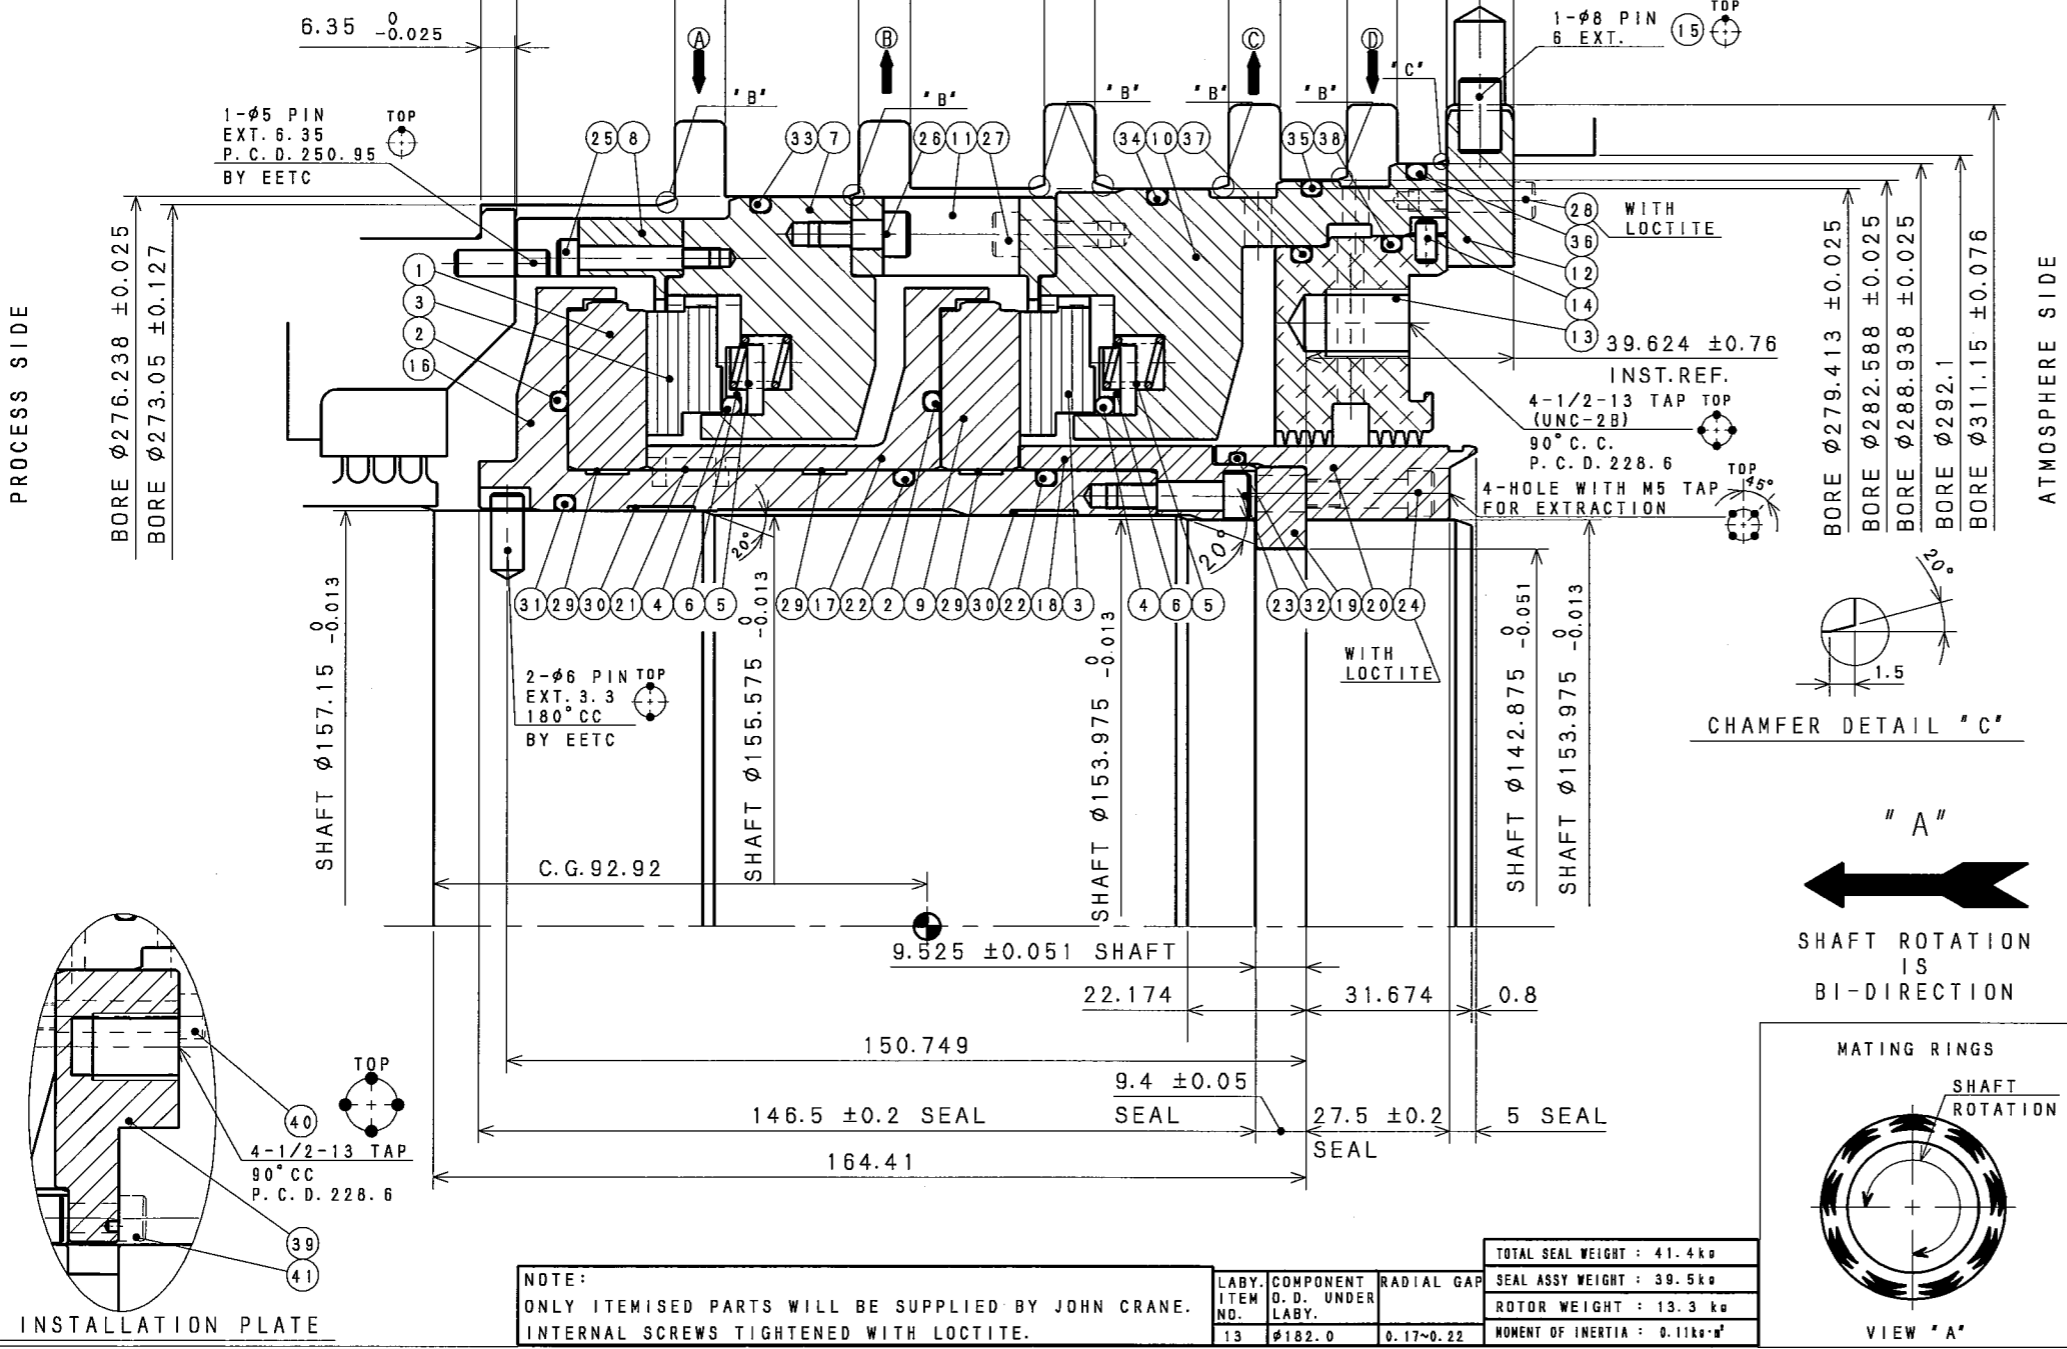 6.35 0 -0.025
1-φ5 PIN
EXT. 6.35
P.C.D. 250.95
BY EETC
TOP
A
B
C
D
"B"
"B"
"B"
"B"
"B"
"C"
1-φ8 PIN
6 EXT.
15
TOP
25 8
33 7
26 11 27
34 10 37
35 38
1
3
2
16
28
WITH
LOCTITE
36
12
14
13
39.624 ±0.76
INST.REF.
4-1/2-13 TAP TOP
(UNC-2B)
90° C.C.
P.C.D. 228.6
4-HOLE WITH M5 TAP
FOR EXTRACTION
TOP
45°
PROCESS SIDE
BORE φ276.238 ±0.025
BORE φ273.05 ±0.127
BORE φ279.413 ±0.025
BORE φ282.588 ±0.025
BORE φ288.938 ±0.025
BORE φ292.1
BORE φ311.15 ±0.076
ATMOSPHERE SIDE
20°
20°
31 29 30 21 4 6 5
29 17 22 2 9 29 30 22 18 3
4 6 5
23 32 19 20 24
WITH
LOCTITE
2-φ6 PIN TOP
EXT. 3.3
180° CC
BY EETC
SHAFT φ157.15 0 -0.013
SHAFT φ155.575 0 -0.013
SHAFT φ153.975 0 -0.013
SHAFT φ142.875 0 -0.051
SHAFT φ153.975 0 -0.013
20°
1.5
CHAMFER DETAIL "C"
"A"
SHAFT ROTATION
IS
BI-DIRECTION
C.G.92.92
9.525 ±0.051 SHAFT
22.174
31.674
0.8
150.749
9.4 ±0.05
SEAL
146.5 ±0.2 SEAL
27.5 ±0.2
SEAL
5 SEAL
164.41
TOP
40
4-1/2-13 TAP
90° CC
P.C.D. 228.6
39
41
INSTALLATION PLATE
MATING RINGS
SHAFT
ROTATION
VIEW "A"
NOTE:
ONLY ITEMISED PARTS WILL BE SUPPLIED BY JOHN CRANE.
INTERNAL SCREWS TIGHTENED WITH LOCTITE.
LABY. ITEM NO.
COMPONENT O.D. UNDER LABY.
RADIAL GAP
13 φ182.0 0.17~0.22
TOTAL SEAL WEIGHT : 41.4kg
SEAL ASSY WEIGHT : 39.5kg
ROTOR WEIGHT : 13.3 kg
MOMENT OF INERTIA : 0.11kg·m²